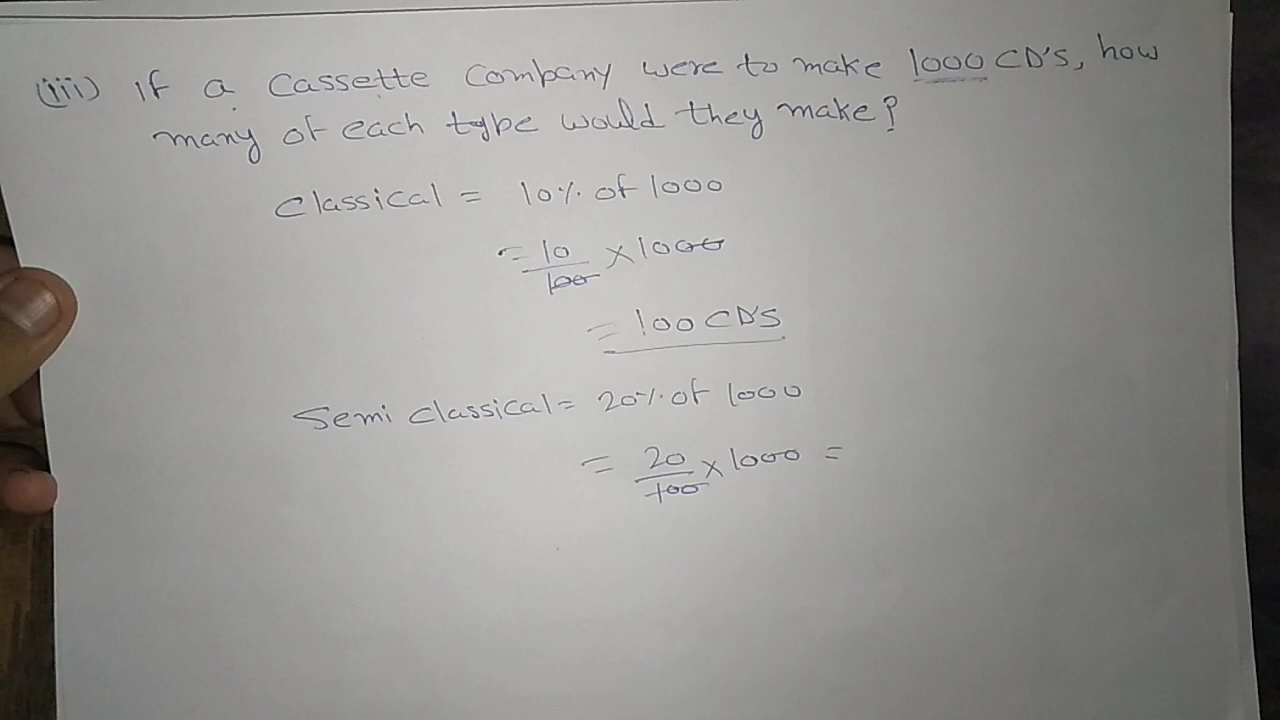 (iii) If a Cassette Company were to make 1000 CD'S, how
many of each type would they make?
Classical = 10% of 1000
= 10/100 × 1000
= 100 CD'S
Semi classical = 20% of 1000
= 20/100 × 1000 =